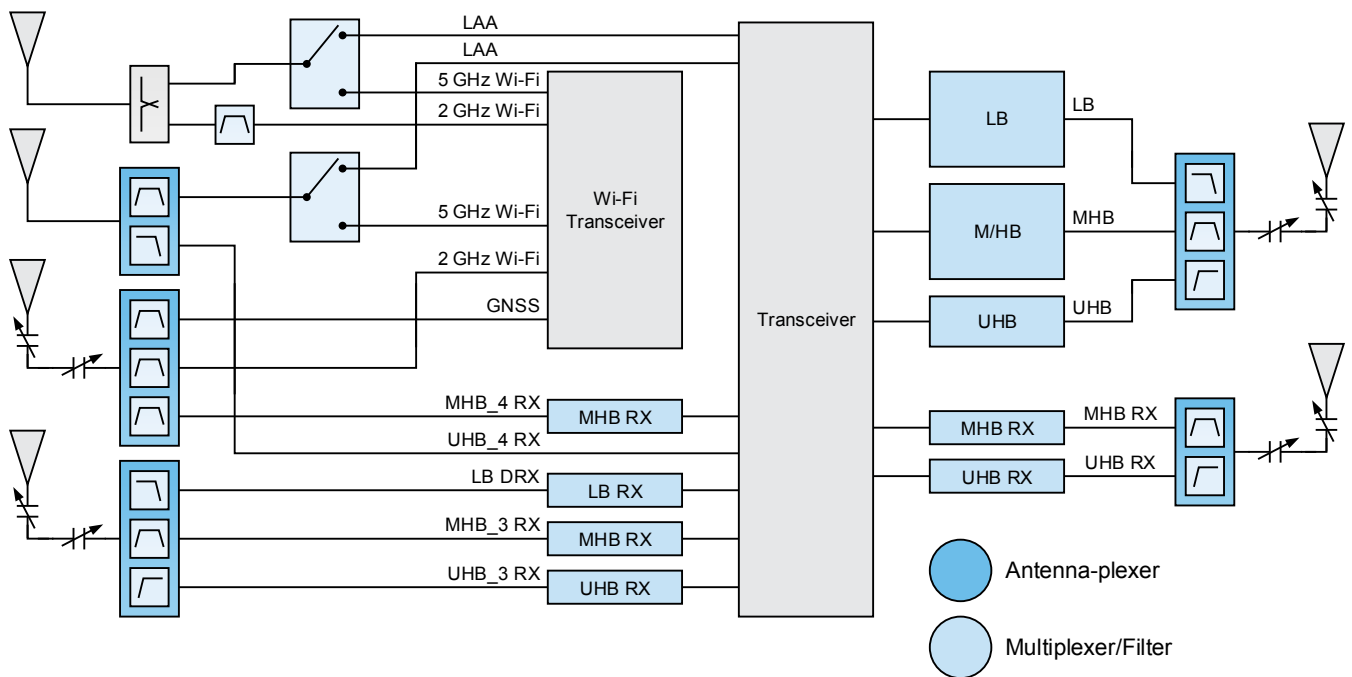 LAA
LAA
5 GHz Wi-Fi
2 GHz Wi-Fi
5 GHz Wi-Fi
2 GHz Wi-Fi
GNSS
Wi-Fi
Transceiver
MHB_4 RX
MHB RX
UHB_4 RX
LB DRX
LB RX
MHB_3 RX
MHB RX
UHB_3 RX
UHB RX
Transceiver
LB
LB
M/HB
MHB
UHB
UHB
MHB RX
MHB RX
UHB RX
UHB RX
Antenna-plexer
Multiplexer/Filter